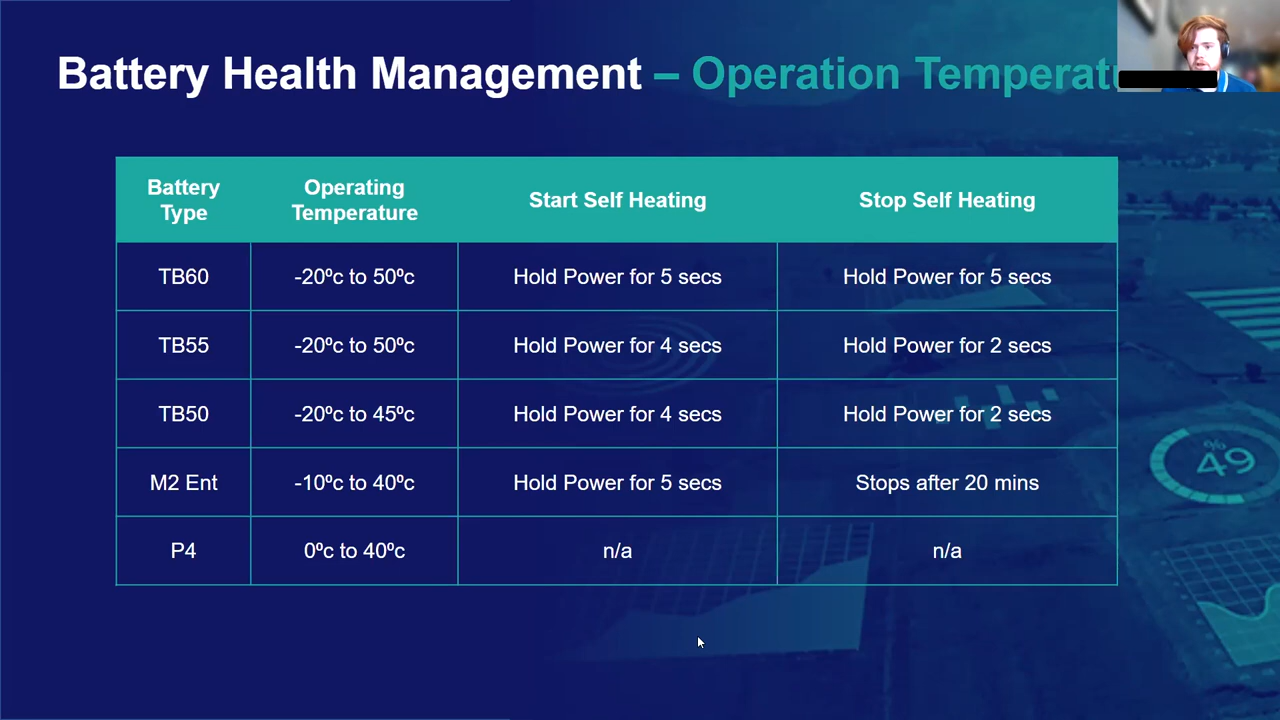 Battery Health Management – Operation Temperat
Battery Type
Operating Temperature
Start Self Heating
Stop Self Heating
TB60
-20ºc to 50ºc
Hold Power for 5 secs
Hold Power for 5 secs
TB55
-20ºc to 50ºc
Hold Power for 4 secs
Hold Power for 2 secs
TB50
-20ºc to 45ºc
Hold Power for 4 secs
Hold Power for 2 secs
M2 Ent
-10ºc to 40ºc
Hold Power for 5 secs
Stops after 20 mins
P4
0ºc to 40ºc
n/a
n/a
%
49